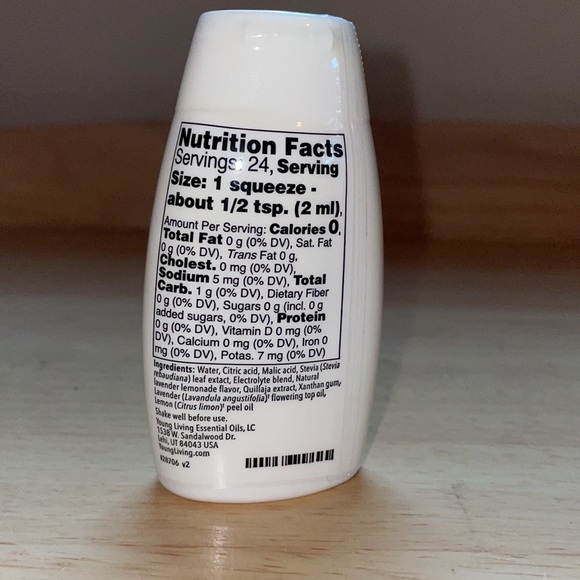 Nutrition Facts
Servings: 24, Serving
Size: 1 squeeze -
about 1/2 tsp. (2 ml),
Amount Per Serving: Calories 0,
Total Fat 0 g (0% DV), Sat. Fat
0 g (0% DV), Trans Fat 0 g,
Cholest. 0 mg (0% DV),
Sodium 5 mg (0% DV), Total
Carb. 1 g (0% DV), Dietary Fiber
0 g (0% DV), Sugars 0 g (incl. 0 g
added sugars, 0% DV), Protein
0 g (0% DV), Vitamin D 0 mg (0%
DV), Calcium 0 mg (0% DV), Iron 0
mg (0% DV), Potas. 7 mg (0% DV)
Ingredients: Water, Citric acid, Malic acid, Stevia (Stevia
rebaudiana) leaf extract, Electrolyte blend, Natural
lavender lemonade flavor, Quillaja extract, Xanthan gum,
Lavender (Lavandula angustifolia)† flowering top oil,
Lemon (Citrus limon)† peel oil
Shake well before use.
Young Living Essential Oils, LC
1538 W. Sandalwood Dr.
Lehi, UT 84043 USA
YoungLiving.com
#28706 v2